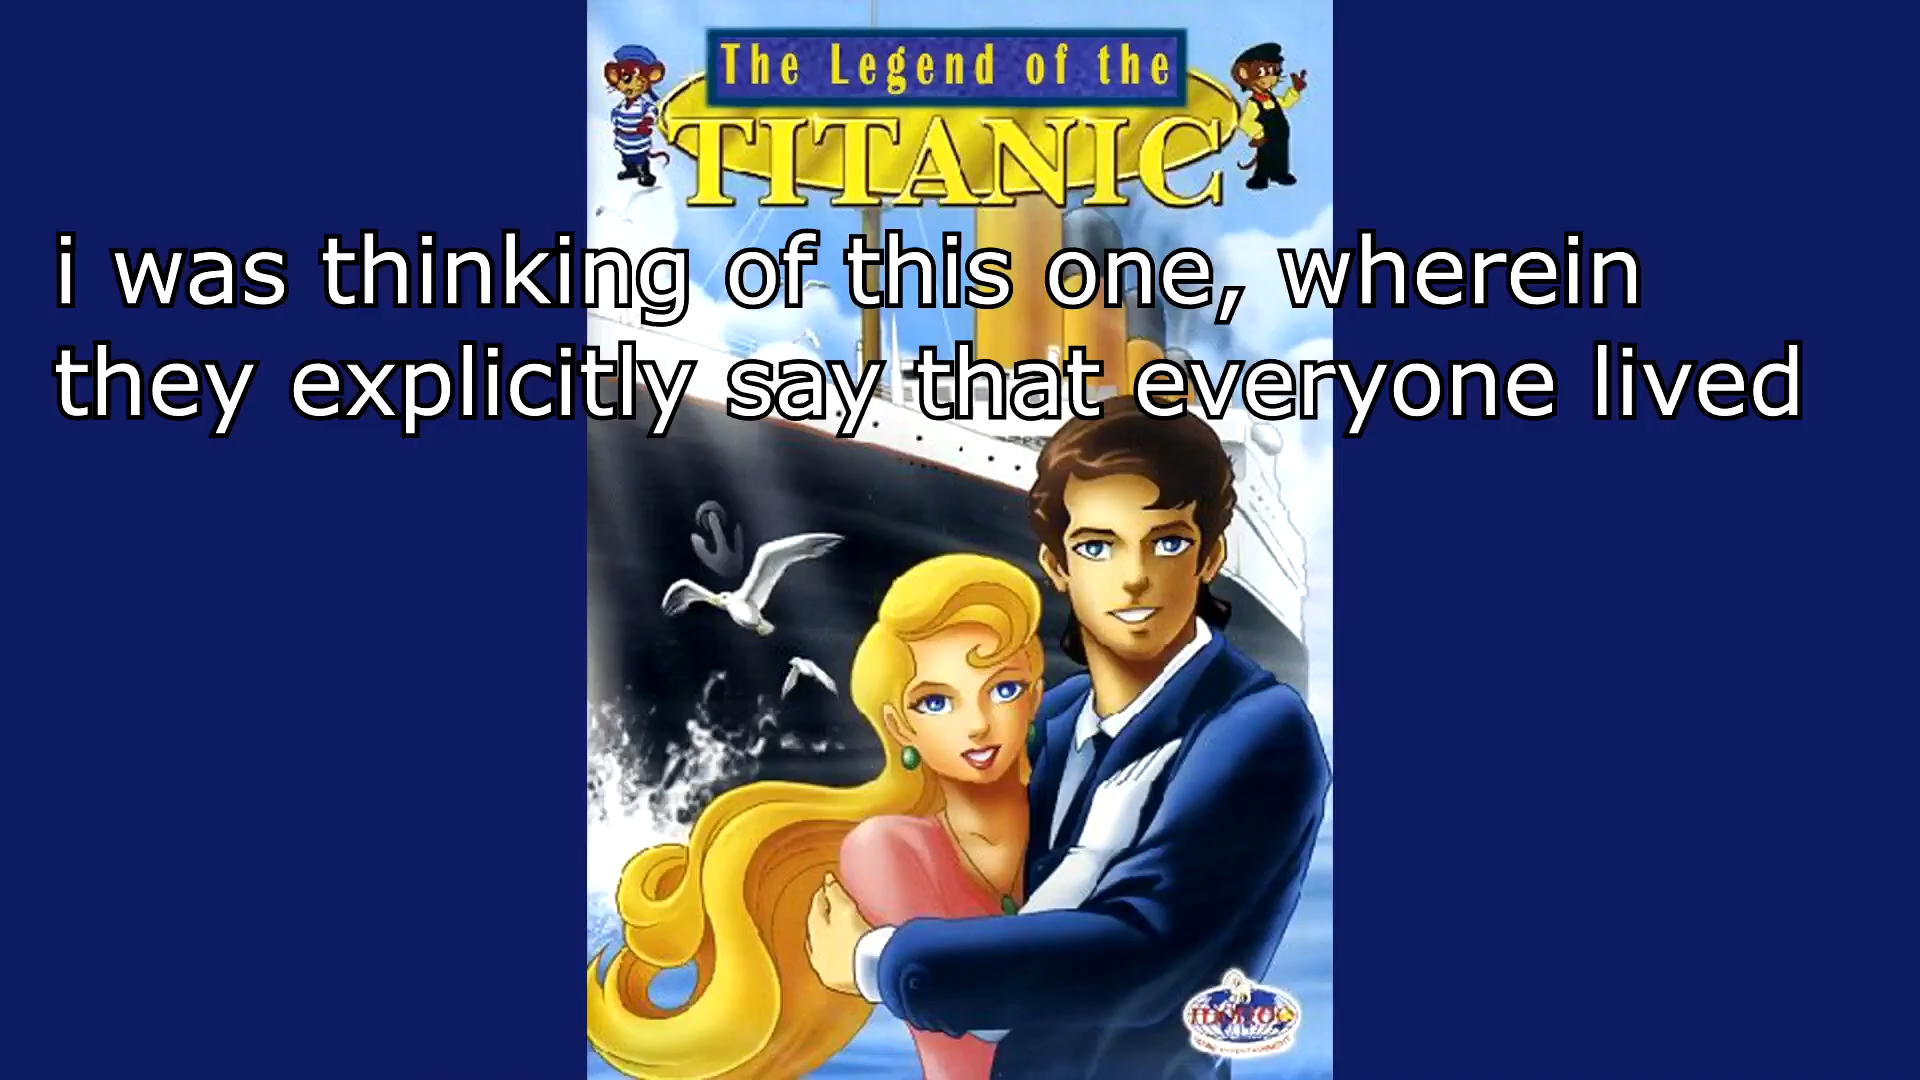 The Legend of the
TITANIC
i was thinking of this one, wherein
they explicitly say that everyone lived